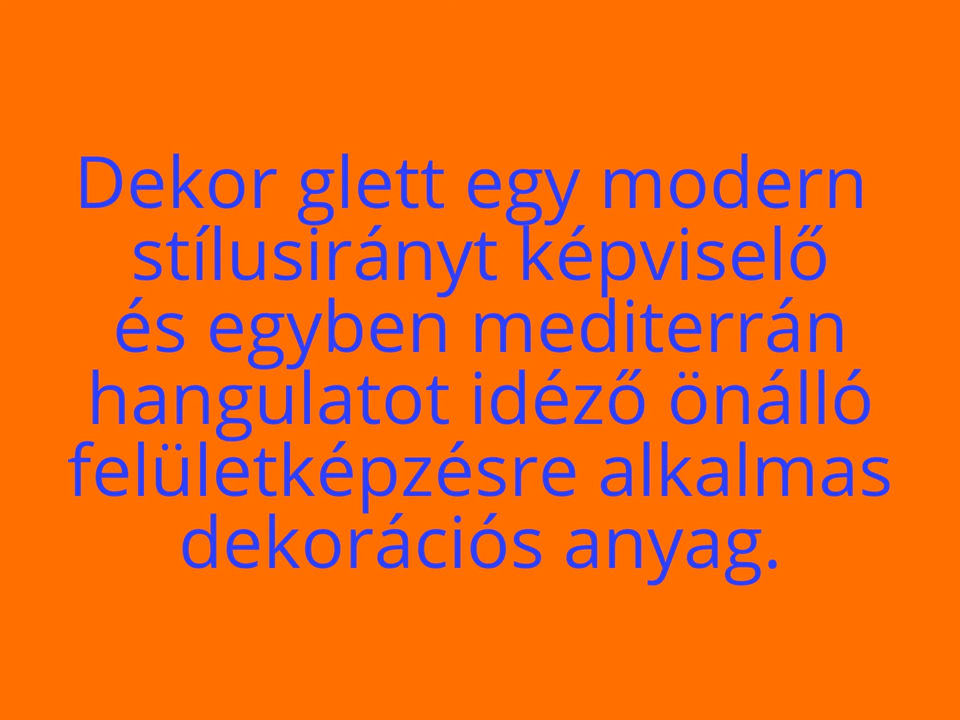 Dekor glett egy modern
stílusirányt képviselő
és egyben mediterrán
hangulatot idéző önálló
felületképzésre alkalmas
dekorációs anyag.